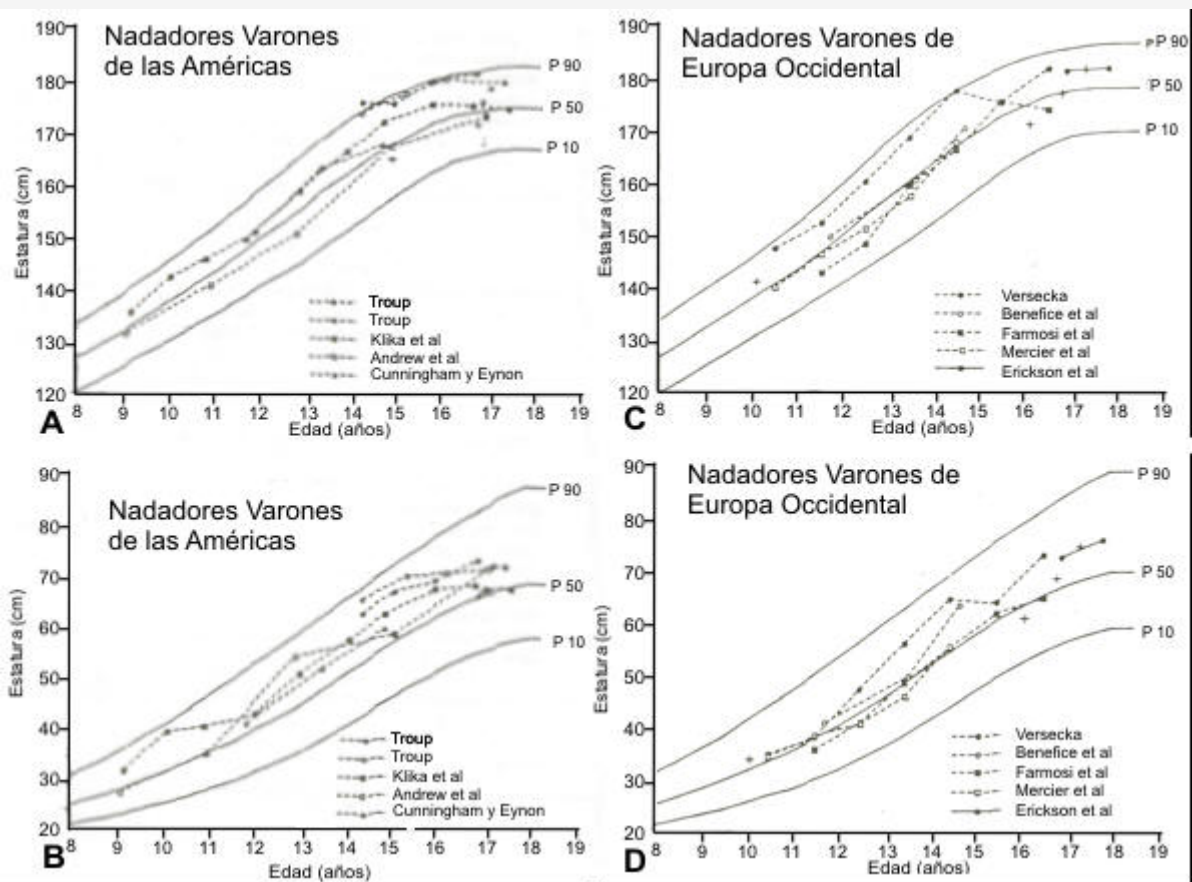 190
180
170
160
150
140
130
120
Estatura (cm)
Nadadores Varones
de las Américas
P 90
P 50
P 10
Troup
Troup
Klika et al
Andrew et al
Cunningham y Eynon
8 9 10 11 12 13 14 15 16 17 18 19
A
Edad (años)
190
180
170
160
150
140
130
120
Estatura (cm)
Nadadores Varones de
Europa Occidental
P P 90
P 50
P 10
Versecka
Benefice et al
Farmosi et al
Mercier et al
Erickson et al
8 9 10 11 12 13 14 15 16 17 18 19
C
Edad (años)
90
80
70
60
50
40
30
20
Estatura (cm)
Nadadores Varones
de las Américas
P 90
P 50
P 10
Troup
Troup
Klika et al
Andrew et al
Cunningham y Eynon
8 9 10 11 12 13 14 15 16 17 18 19
B
Edad (años)
90
80
70
60
50
40
30
20
Estatura (cm)
Nadadores Varones de
Europa Occidental
P 90
P 50
P 10
Versecka
Benefice et al
Farmosi et al
Mercier et al
Erickson et al
8 9 10 11 12 13 14 15 16 17 18 19
D
Edad (años)